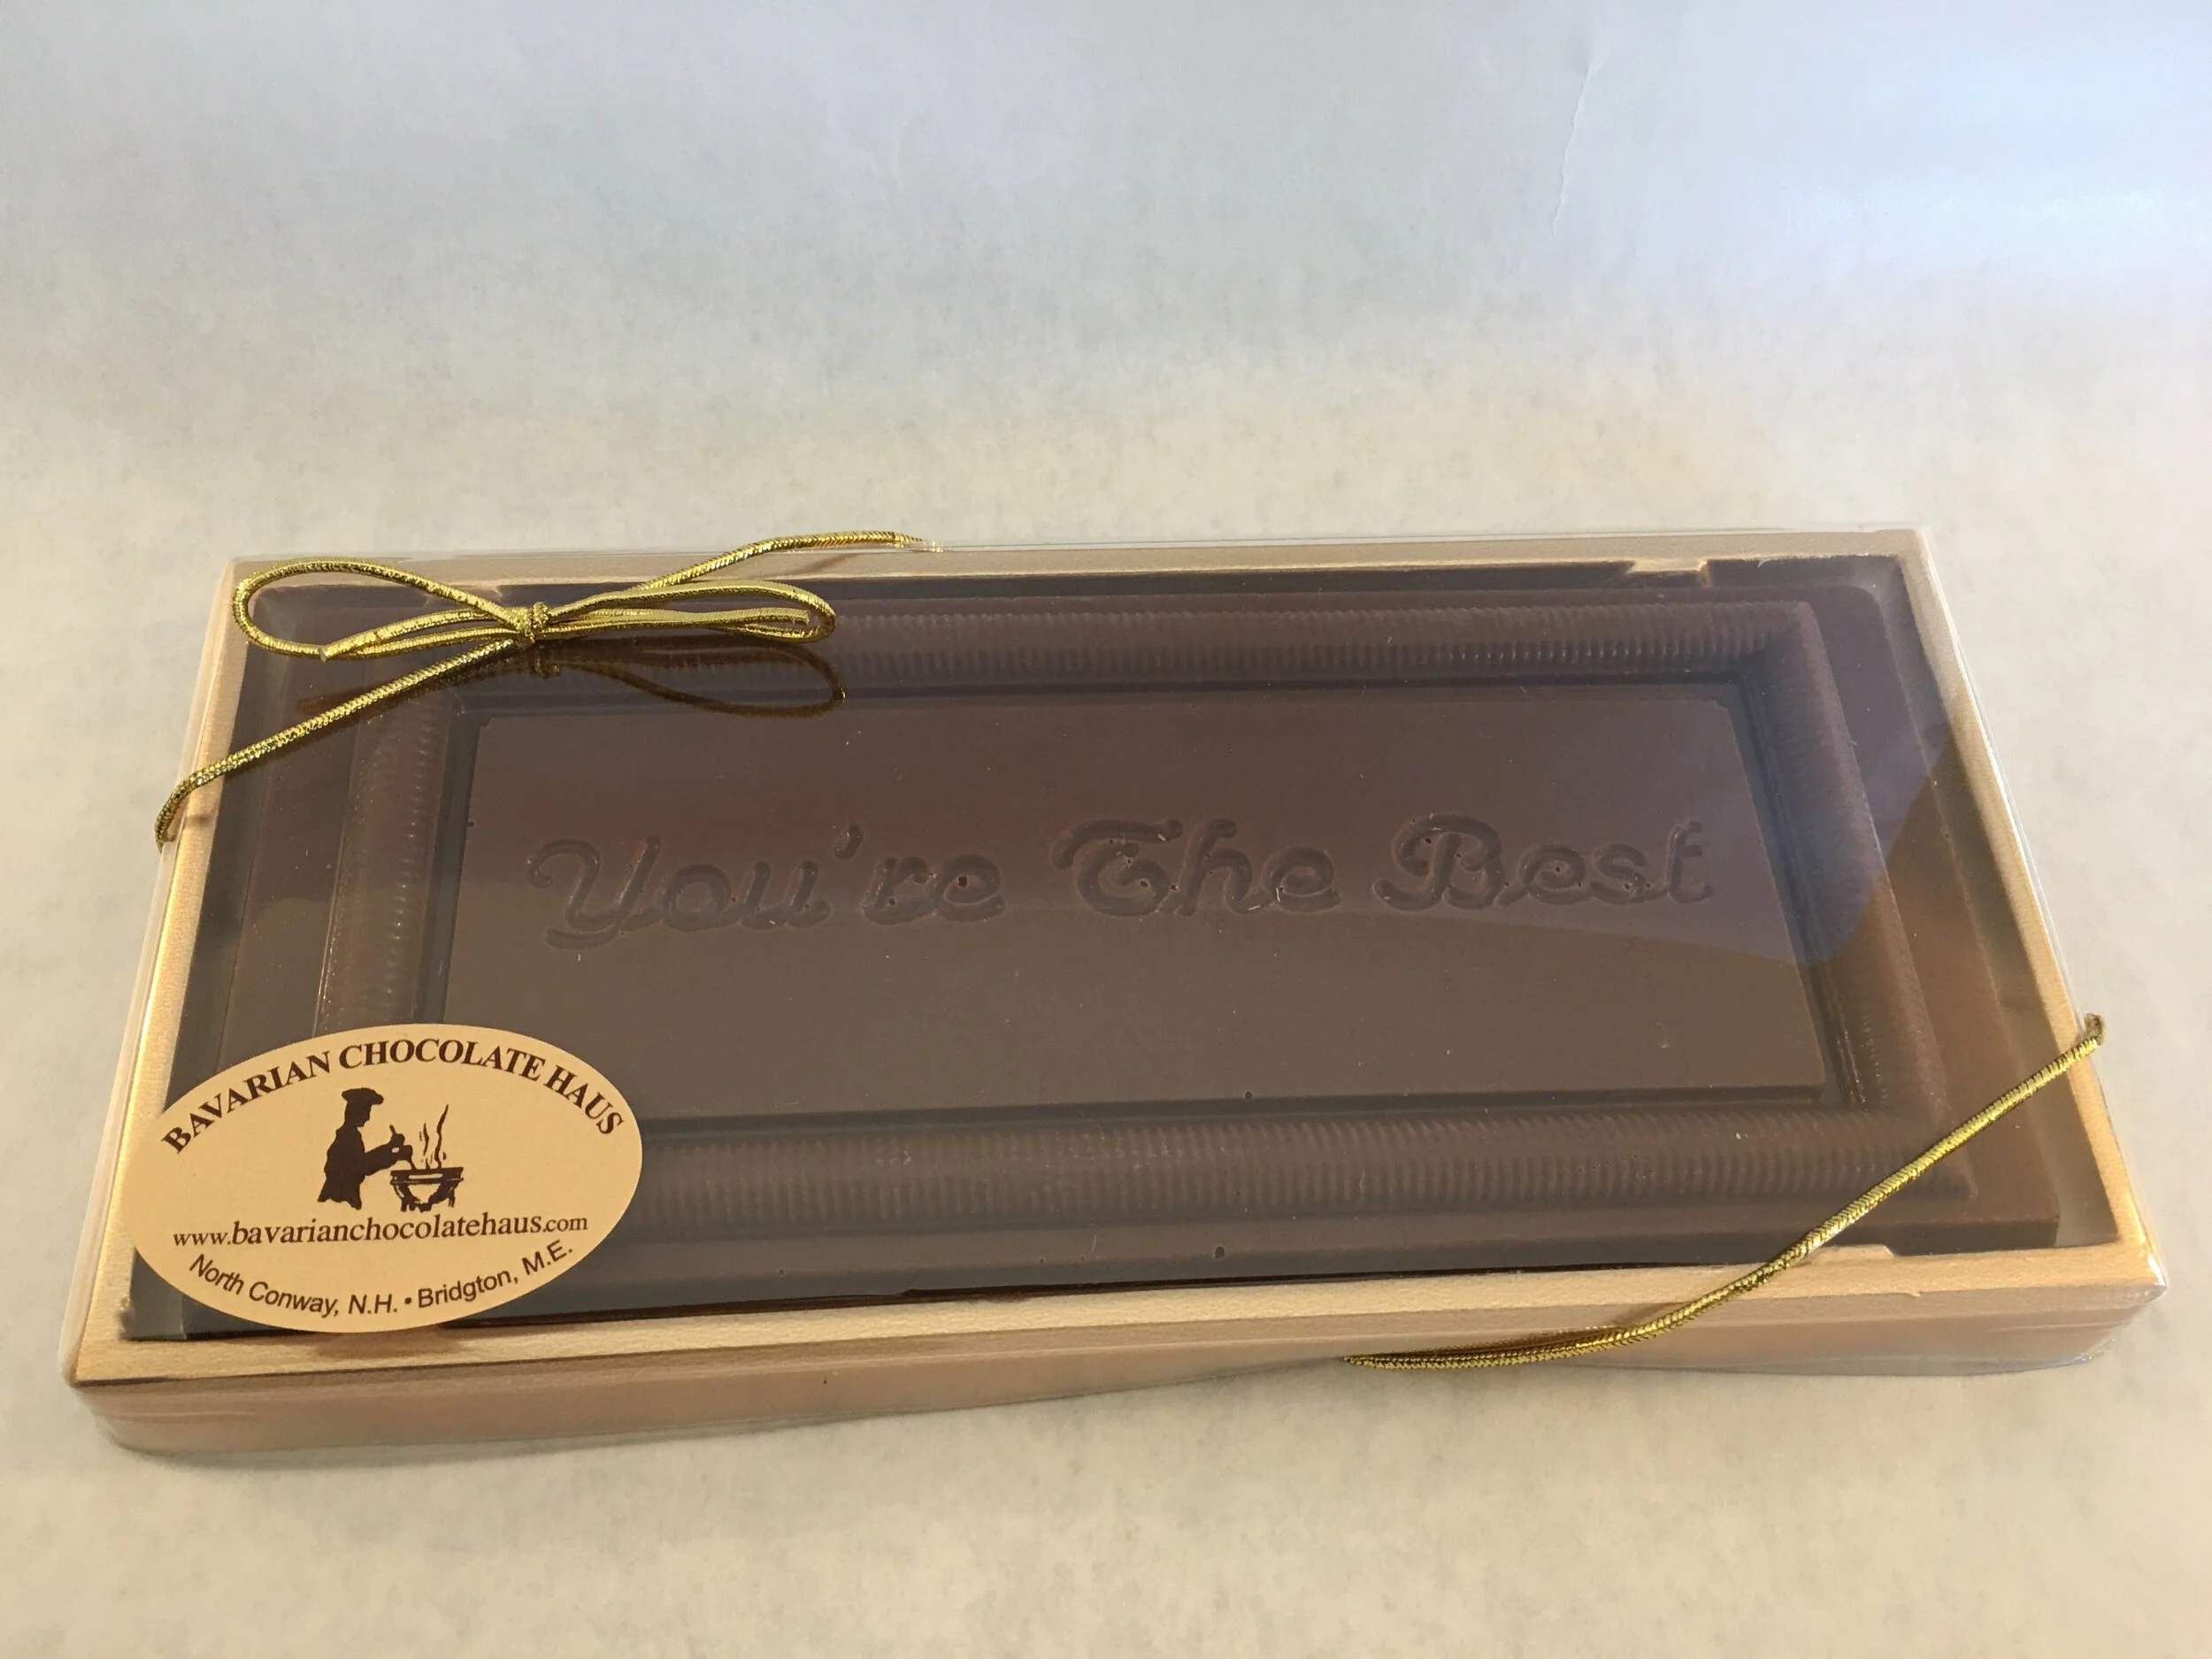 You're The Best
BAVARIAN CHOCOLATE HAUS
www.bavarianchocolatehaus.com
North Conway, N.H. • Bridgton, M.E.